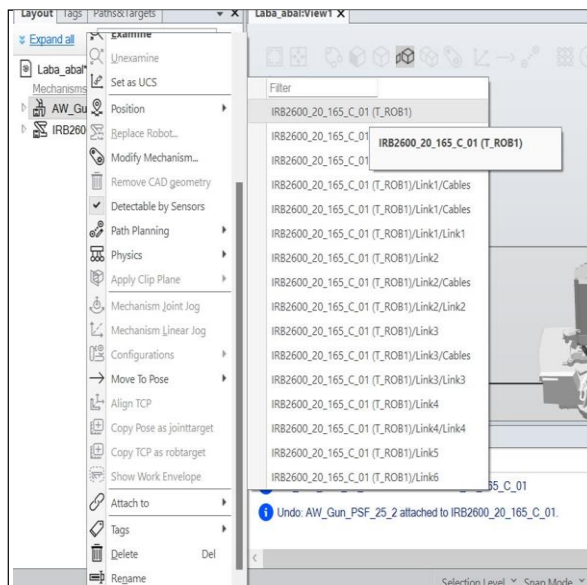 Layout Tags Paths&Targets X
Laba_abal:View1 X
Expand all
Laba_abal*
Mechanisms
AW_Gu
IRB260
Examine
Unexamine
Set as UCS
Position
Replace Robot...
Modify Mechanism...
Remove CAD geometry
Detectable by Sensors
Path Planning
Physics
Apply Clip Plane
Mechanism Joint Jog
Mechanism Linear Jog
Configurations
Move To Pose
Align TCP
Copy Pose as jointtarget
Copy TCP as robtarget
Show Work Envelope
Attach to
Tags
Delete Del
Rename
Filter
IRB2600_20_165_C_01 (T_ROB1)
IRB2600_20_165_C_01
IRB2600_20_165_C_01
IRB2600_20_165_C_01 (T_ROB1)
IRB2600_20_165_C_01 (T_ROB1)/Link1/Cables
IRB2600_20_165_C_01 (T_ROB1)/Link1/Cables
IRB2600_20_165_C_01 (T_ROB1)/Link1/Link1
IRB2600_20_165_C_01 (T_ROB1)/Link2
IRB2600_20_165_C_01 (T_ROB1)/Link2/Cables
IRB2600_20_165_C_01 (T_ROB1)/Link2/Link2
IRB2600_20_165_C_01 (T_ROB1)/Link3
IRB2600_20_165_C_01 (T_ROB1)/Link3/Cables
IRB2600_20_165_C_01 (T_ROB1)/Link3/Link3
IRB2600_20_165_C_01 (T_ROB1)/Link4
IRB2600_20_165_C_01 (T_ROB1)/Link4/Link4
IRB2600_20_165_C_01 (T_ROB1)/Link5
IRB2600_20_165_C_01 (T_ROB1)/Link6
65_C_01
Undo: AW_Gun_PSF_25_2 attached to IRB2600_20_165_C_01.
Selection Level Snap Mode